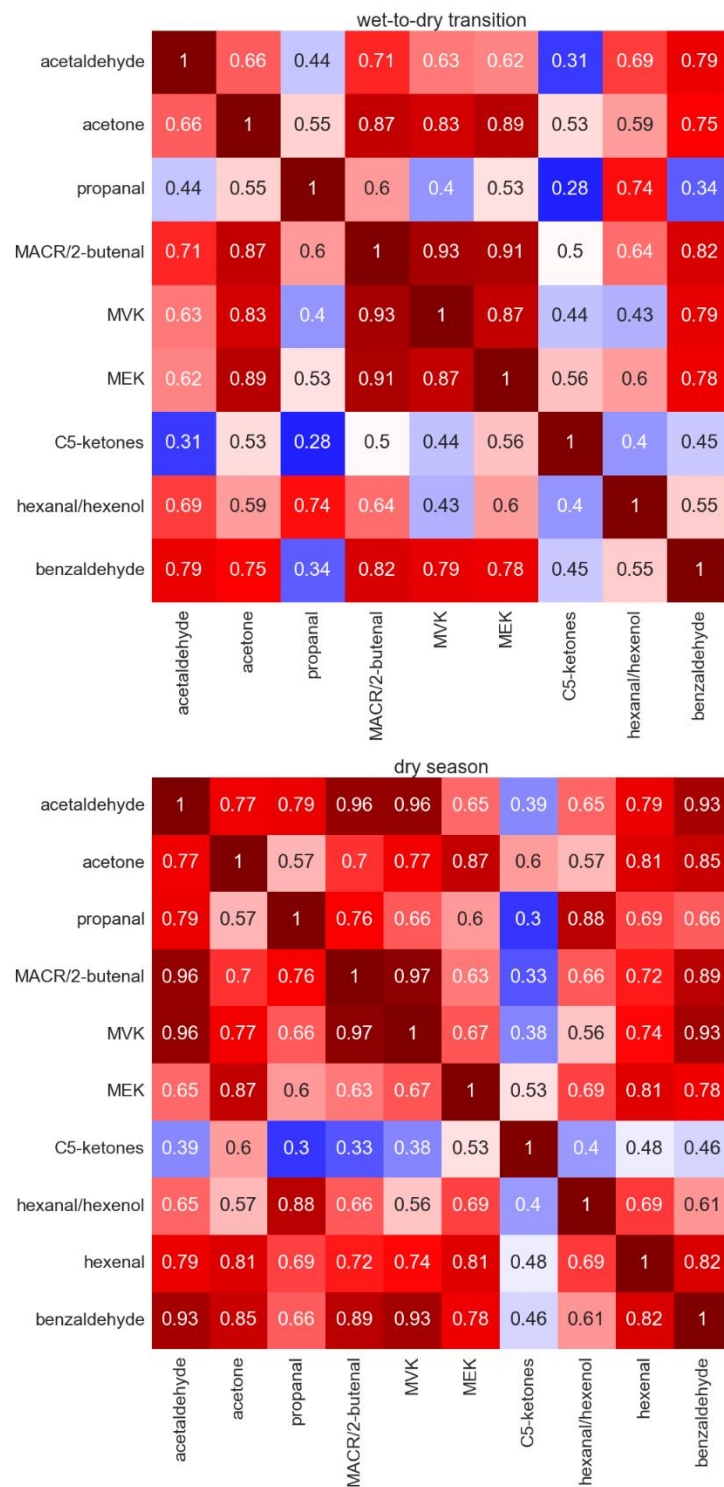 wet-to-dry transition
acetaldehyde 1 0.66 0.44 0.71 0.63 0.62 0.31 0.69 0.79
acetone 0.66 1 0.55 0.87 0.83 0.89 0.53 0.59 0.75
propanal 0.44 0.55 1 0.6 0.4 0.53 0.28 0.74 0.34
MACR/2-butenal 0.71 0.87 0.6 1 0.93 0.91 0.5 0.64 0.82
MVK 0.63 0.83 0.4 0.93 1 0.87 0.44 0.43 0.79
MEK 0.62 0.89 0.53 0.91 0.87 1 0.56 0.6 0.78
C5-ketones 0.31 0.53 0.28 0.5 0.44 0.56 1 0.4 0.45
hexanal/hexenol 0.69 0.59 0.74 0.64 0.43 0.6 0.4 1 0.55
benzaldehyde 0.79 0.75 0.34 0.82 0.79 0.78 0.45 0.55 1
acetaldehyde acetone propanal MACR/2-butenal MVK MEK C5-ketones hexanal/hexenol benzaldehyde
dry season
acetaldehyde 1 0.77 0.79 0.96 0.96 0.65 0.39 0.65 0.79 0.93
acetone 0.77 1 0.57 0.7 0.77 0.87 0.6 0.57 0.81 0.85
propanal 0.79 0.57 1 0.76 0.66 0.6 0.3 0.88 0.69 0.66
MACR/2-butenal 0.96 0.7 0.76 1 0.97 0.63 0.33 0.66 0.72 0.89
MVK 0.96 0.77 0.66 0.97 1 0.67 0.38 0.56 0.74 0.93
MEK 0.65 0.87 0.6 0.63 0.67 1 0.53 0.69 0.81 0.78
C5-ketones 0.39 0.6 0.3 0.33 0.38 0.53 1 0.4 0.48 0.46
hexanal/hexenol 0.65 0.57 0.88 0.66 0.56 0.69 0.4 1 0.69 0.61
hexenal 0.79 0.81 0.69 0.72 0.74 0.81 0.48 0.69 1 0.82
benzaldehyde 0.93 0.85 0.66 0.89 0.93 0.78 0.46 0.61 0.82 1
acetaldehyde acetone propanal MACR/2-butenal MVK MEK C5-ketones hexanal/hexenol hexenal benzaldehyde